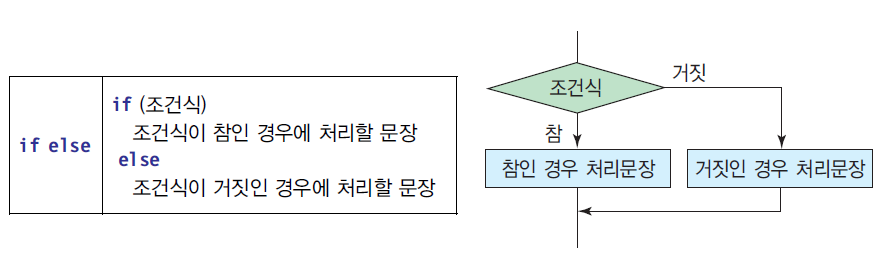 if else
if (조건식)
조건식이 참인 경우에 처리할 문장
else
조건식이 거짓인 경우에 처리할 문장
조건식
거짓
참
참인 경우 처리문장
거짓인 경우 처리문장